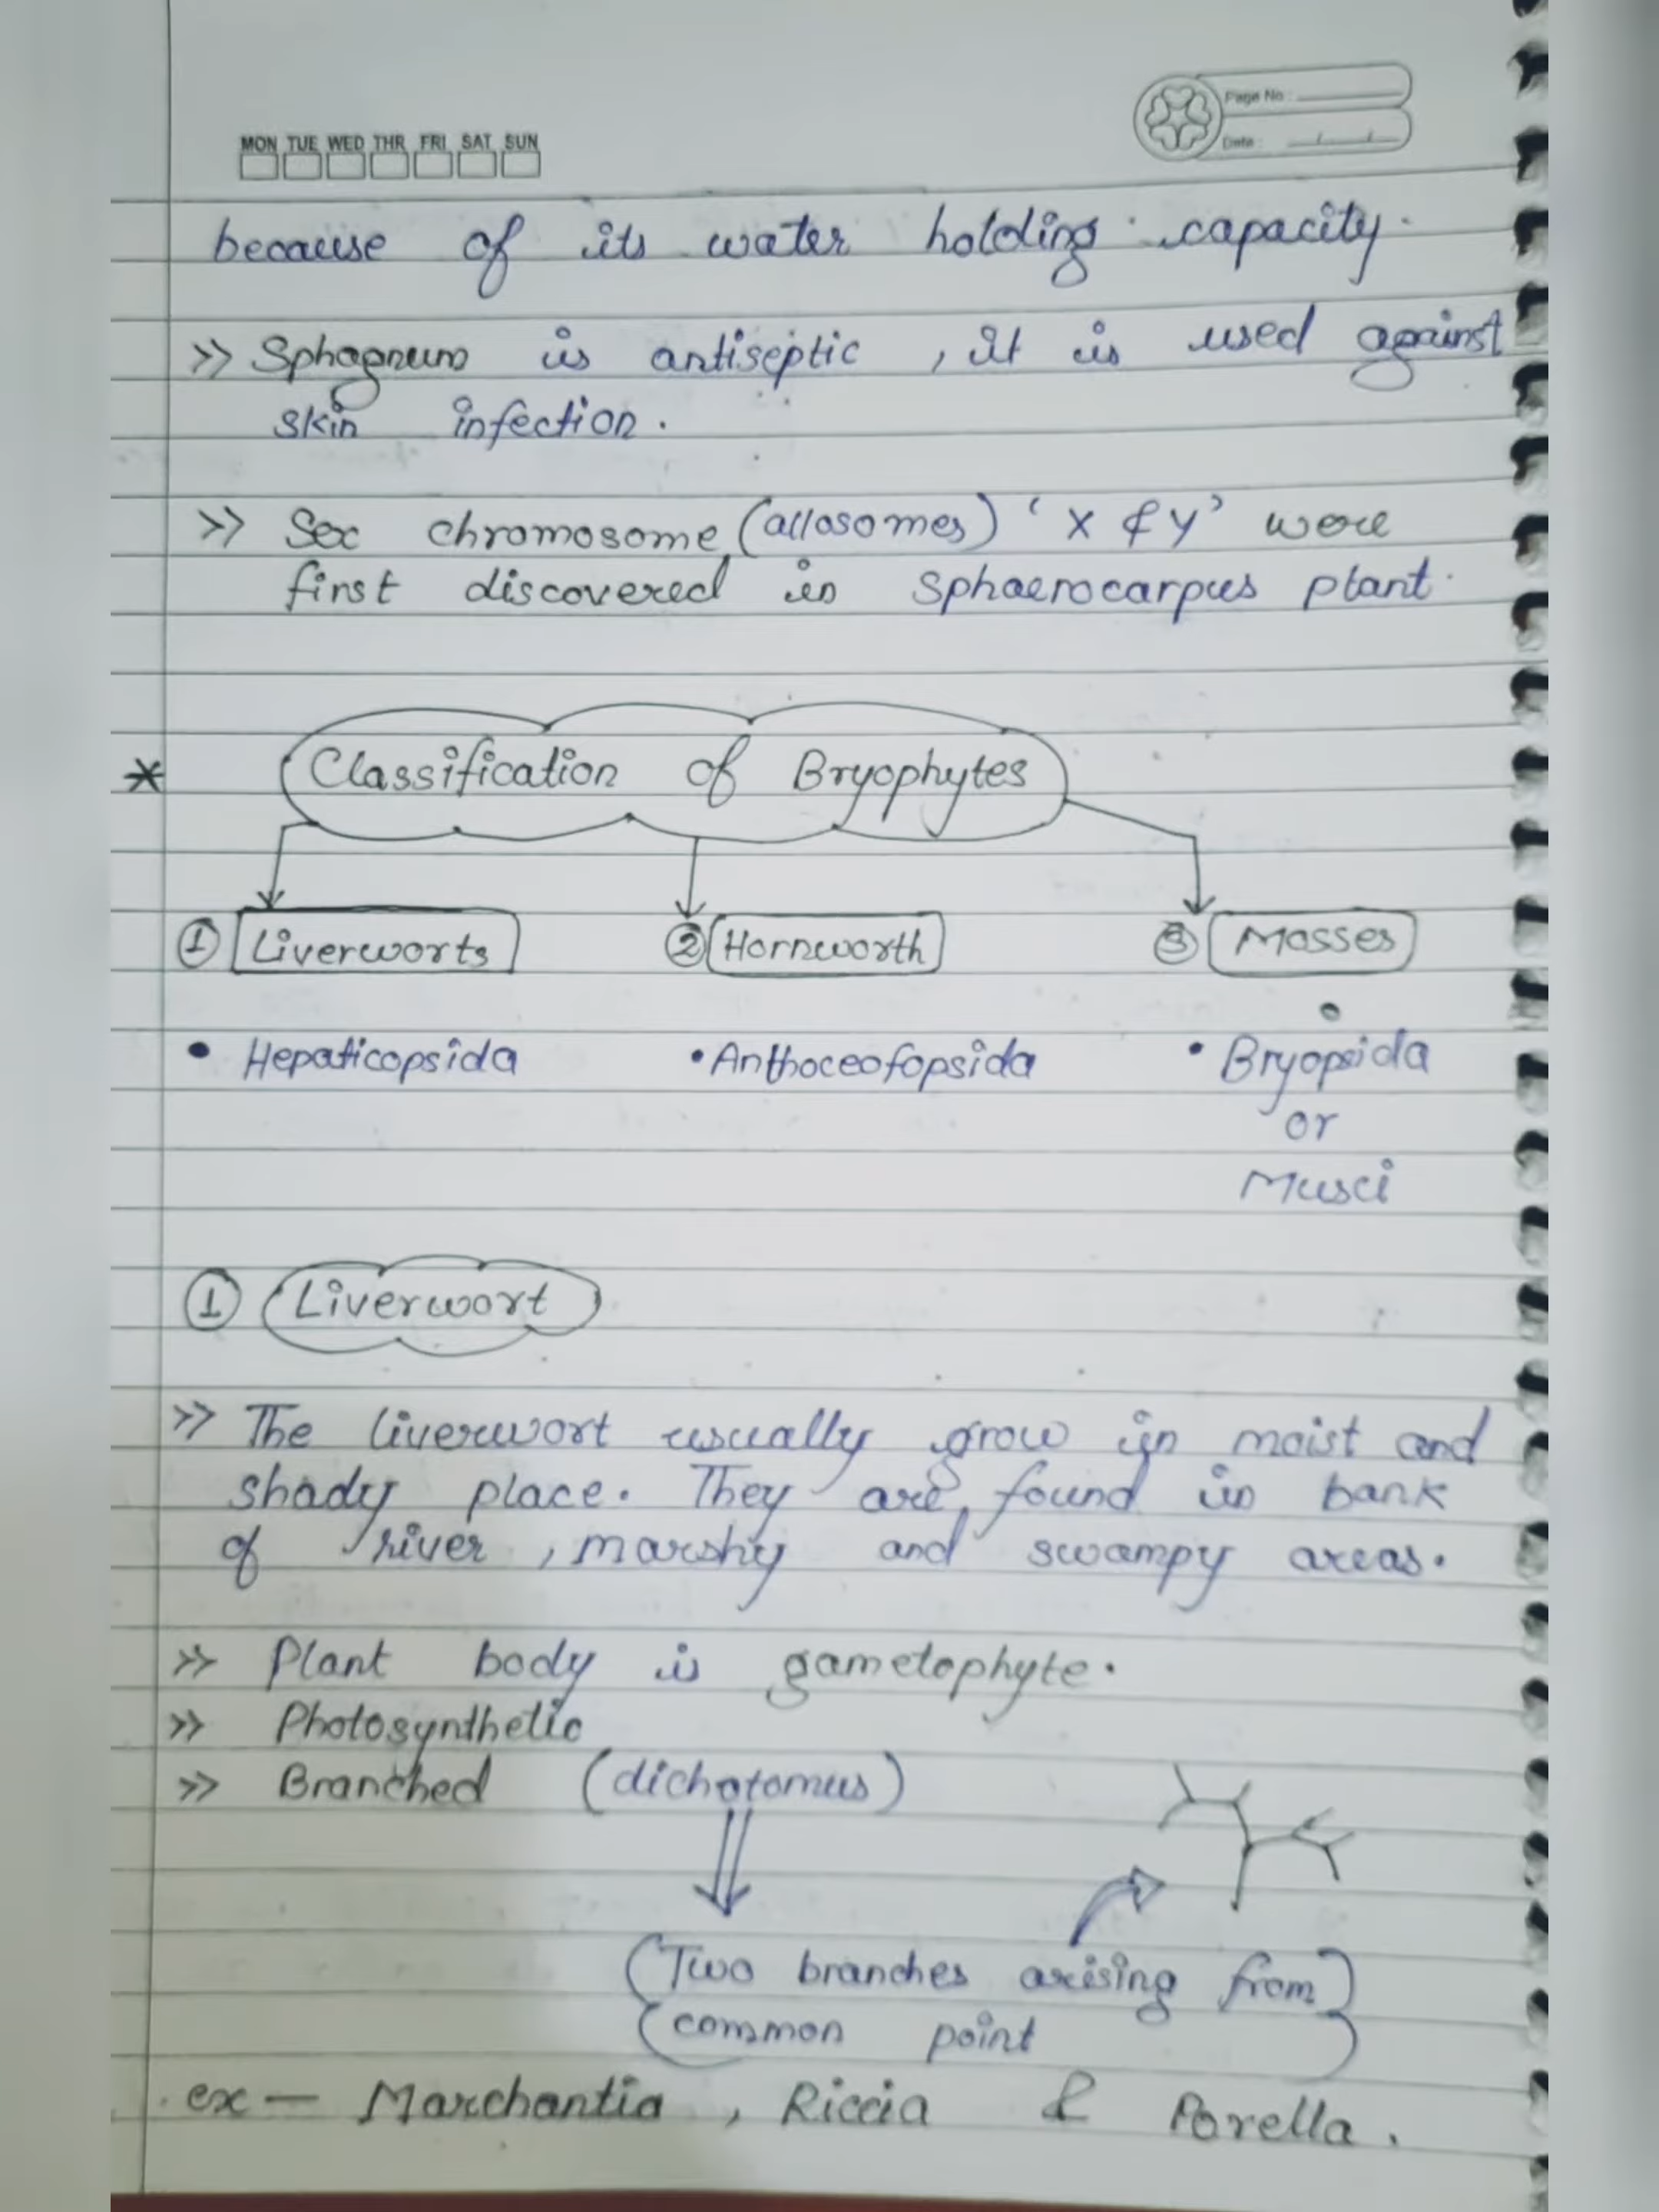 MON TUE WED THR FRI SAT SUN
Page No :
Date :
because of its water holding capacity.
>> Sphagnum is antiseptic , it is used against
skin infection .
>> Sex chromosome (allosomes) ' X & Y ' were
first discovered in Sphaerocarpus plant.
* Classification of Bryophytes
① Liverworts ② Hornworth ③ Mosses
• Hepaticopsida • Anthoceofopsida • Bryopsida
or
Musci
① Liverwort
>> The liverwort usually grow in moist and
shady place. They are found in bank
of river , marshy and swampy areas.
>> Plant body is gametophyte.
>> Photosynthetic
>> Branched (dichotomus)
(Two branches arising from
common point)
ex — Marchantia , Riccia & Porella .